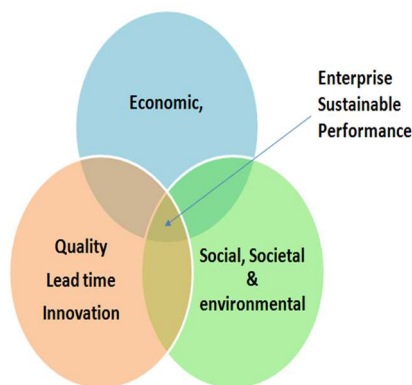 Economic,
Enterprise
Sustainable
Performance
Quality
Lead time
Innovation
Social, Societal
&
environmental